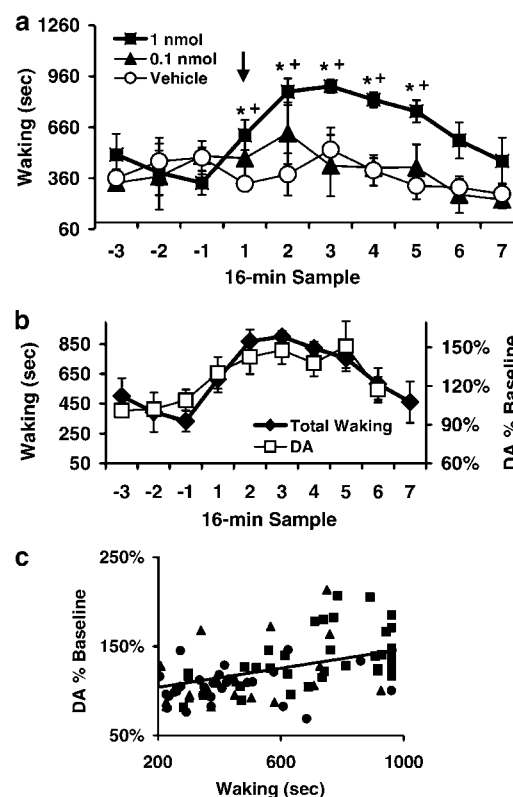 a
1260
960
660
360
60
Waking (sec)
1 nmol
0.1 nmol
Vehicle
*+
*+
*+
*+
*+
-3 -2 -1 1 2 3 4 5 6 7
16-min Sample
b
850
650
450
250
50
Waking (sec)
150%
120%
90%
60%
DA % Baseline
Total Waking
DA
-3 -2 -1 1 2 3 4 5 6 7
16-min Sample
c
250%
150%
50%
DA % Baseline
200 600 1000
Waking (sec)